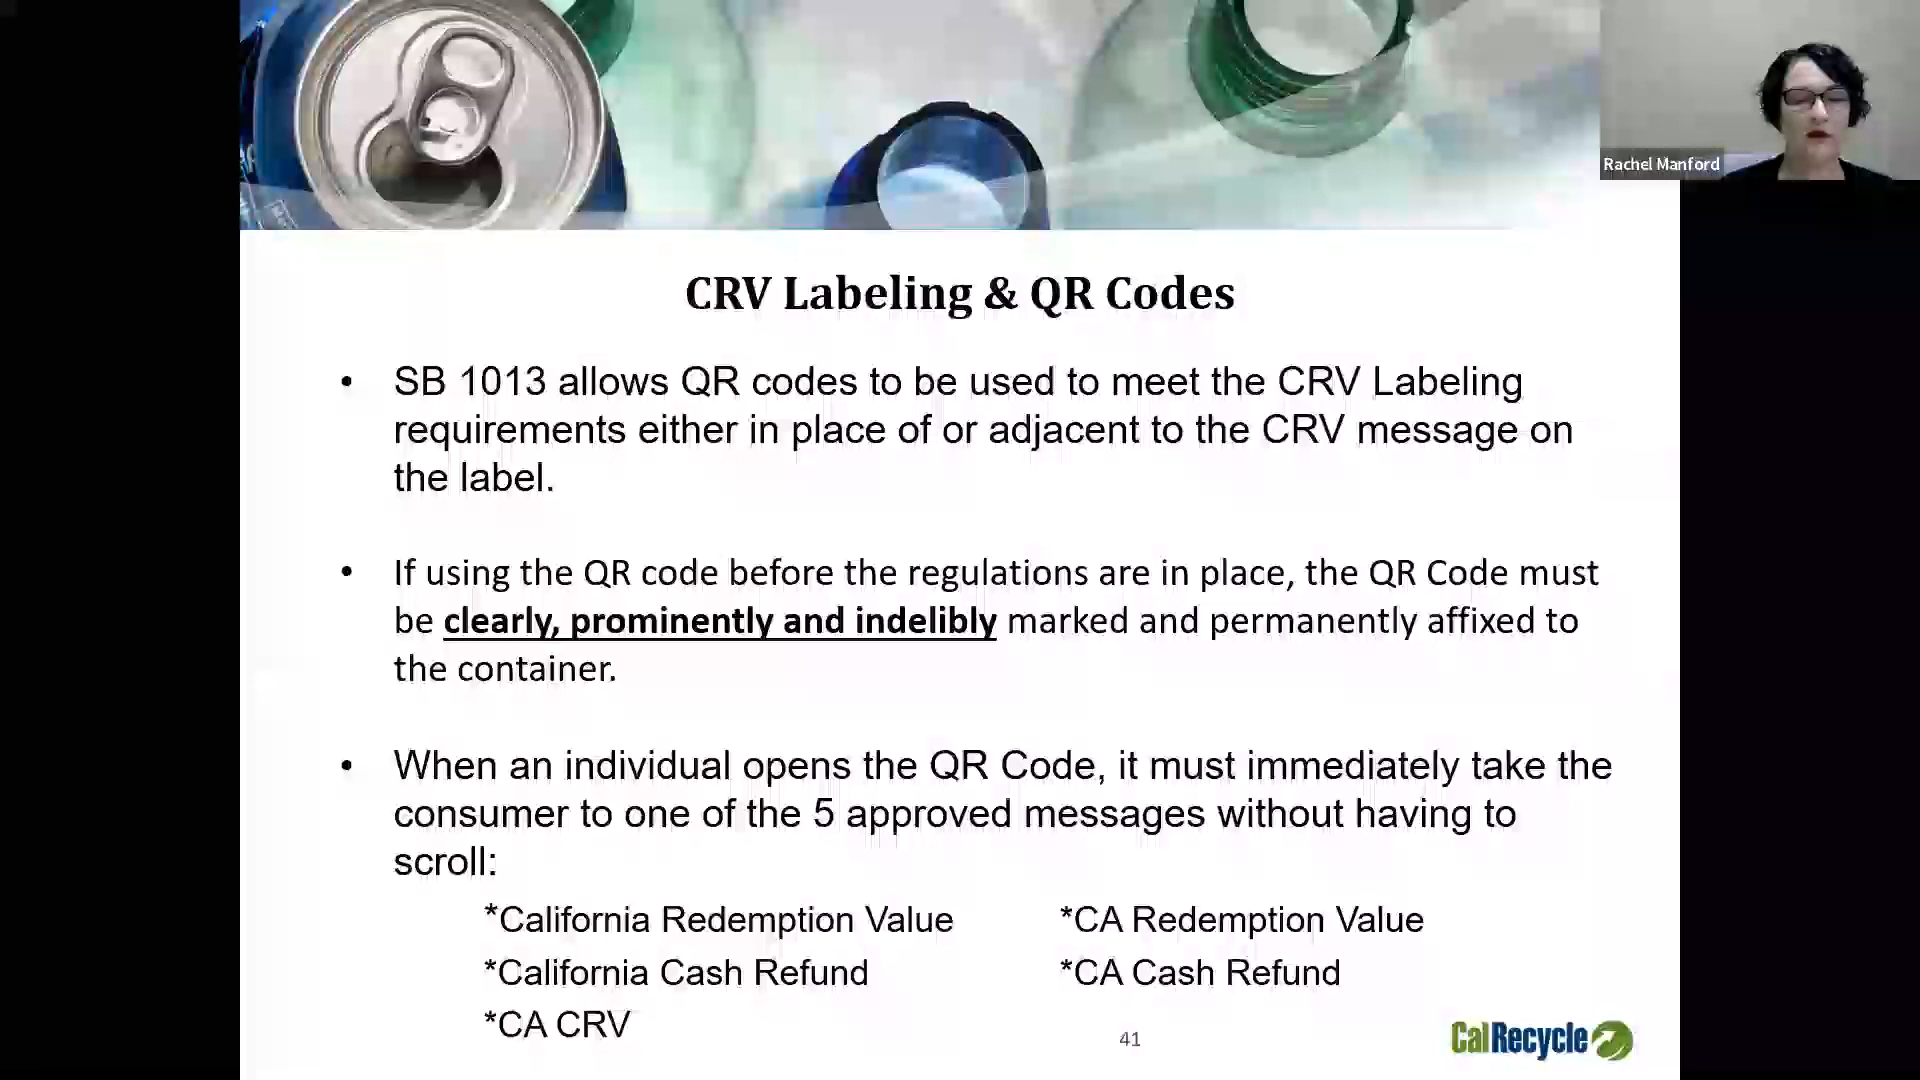 Rachel Manford
CRV Labeling & QR Codes
• SB 1013 allows QR codes to be used to meet the CRV Labeling
requirements either in place of or adjacent to the CRV message on
the label.
• If using the QR code before the regulations are in place, the QR Code must
be clearly, prominently and indelibly marked and permanently affixed to
the container.
• When an individual opens the QR Code, it must immediately take the
consumer to one of the 5 approved messages without having to
scroll:
*California Redemption Value *CA Redemption Value
*California Cash Refund *CA Cash Refund
*CA CRV
41
CalRecycle